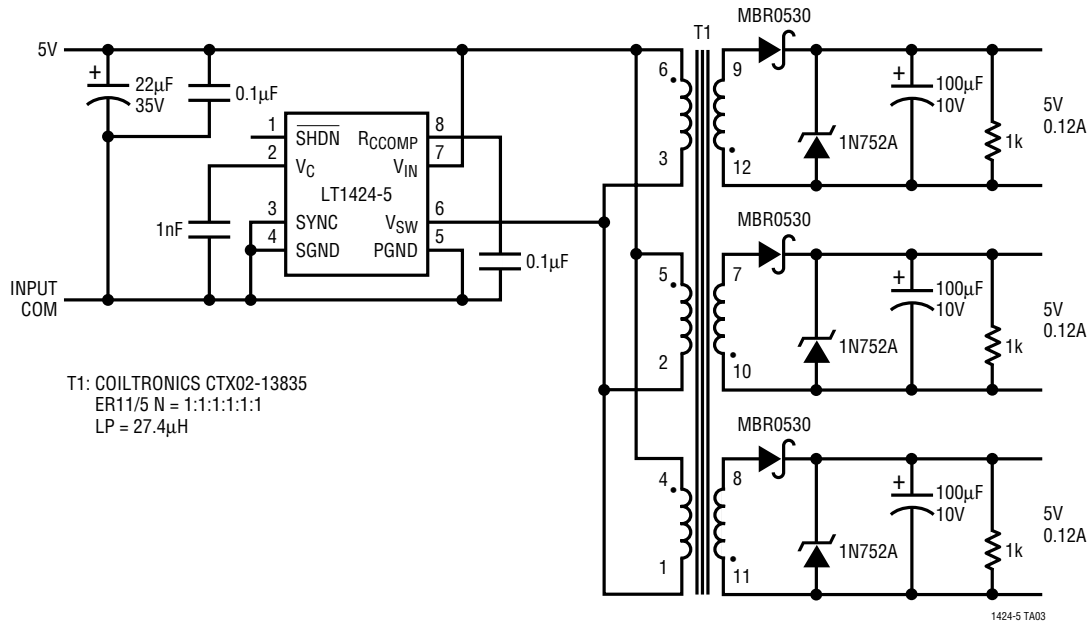 MBR0530
T1
5V
+
22µF
35V
0.1µF
6
9
+
100µF
10V
5V
0.12A
1k
1N752A
3
12
1
SHDN
RCCOMP
8
2
VC
VIN
7
LT1424-5
3
SYNC
VSW
6
4
SGND
PGND
5
1nF
0.1µF
INPUT
COM
MBR0530
5
7
+
100µF
10V
5V
0.12A
1k
1N752A
2
10
T1: COILTRONICS CTX02-13835
ER11/5 N = 1:1:1:1:1:1
LP = 27.4µH
MBR0530
4
8
+
100µF
10V
5V
0.12A
1k
1N752A
1
11
1424-5 TA03